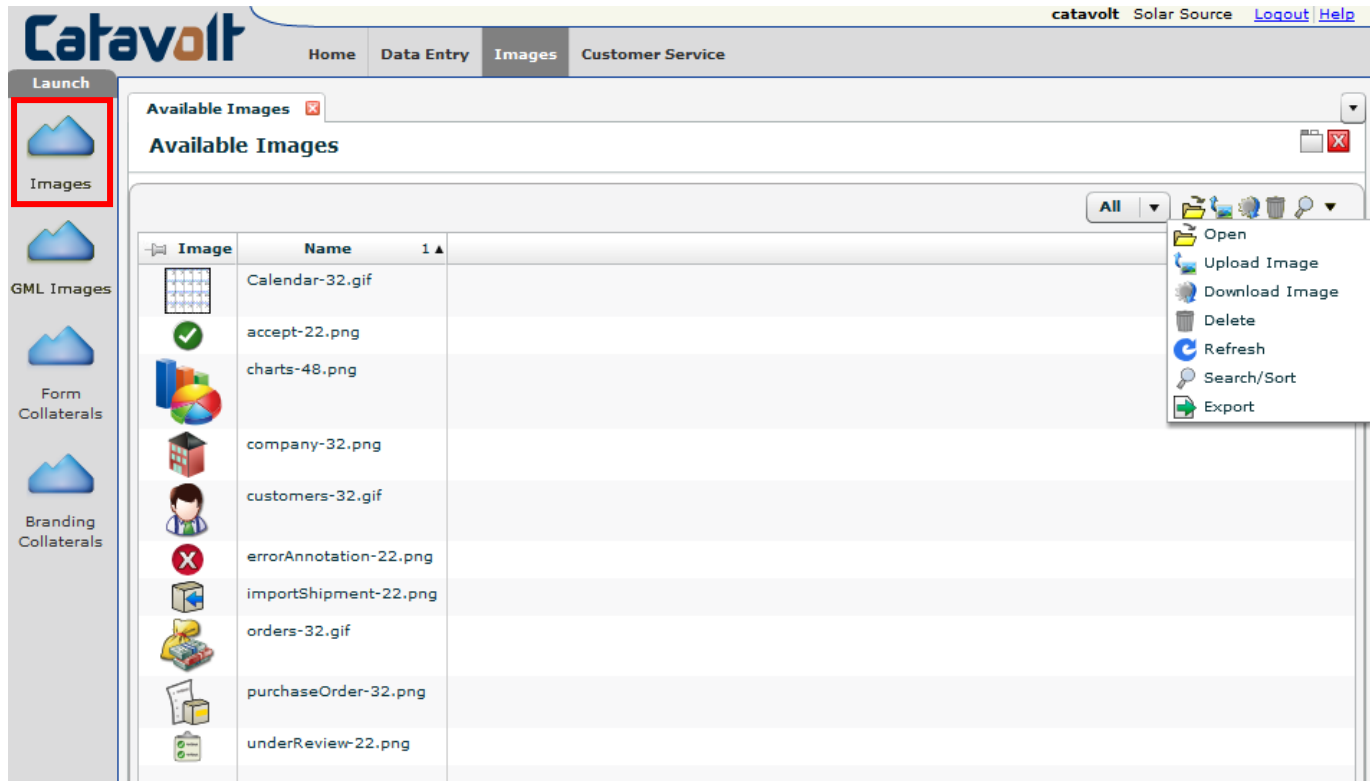 catavolt Solar Source Logout Help
Catavolt
Home Data Entry Images Customer Service
Launch
Images
GML Images
Form
Collaterals
Branding
Collaterals
Available Images
Available Images
All
Open
Upload Image
Download Image
Delete
Refresh
Search/Sort
Export
Image Name 1
Calendar-32.gif
accept-22.png
charts-48.png
company-32.png
customers-32.gif
errorAnnotation-22.png
importShipment-22.png
orders-32.gif
purchaseOrder-32.png
underReview-22.png